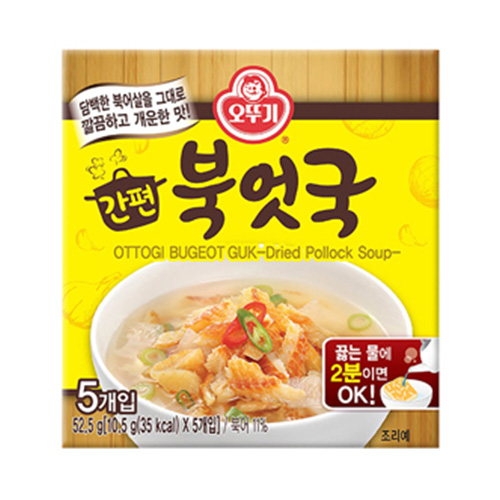 담백한 북어살을 그대로
깔끔하고 개운한 맛!
오뚜기
®
간편
북엇국
OTTOGI BUGEOT GUK-Dried Pollock Soup-
끓는 물에
2분이면
OK!
5개입
52.5 g[10.5 g(35 kcal) X 5개입] / 북어 11%
조리예